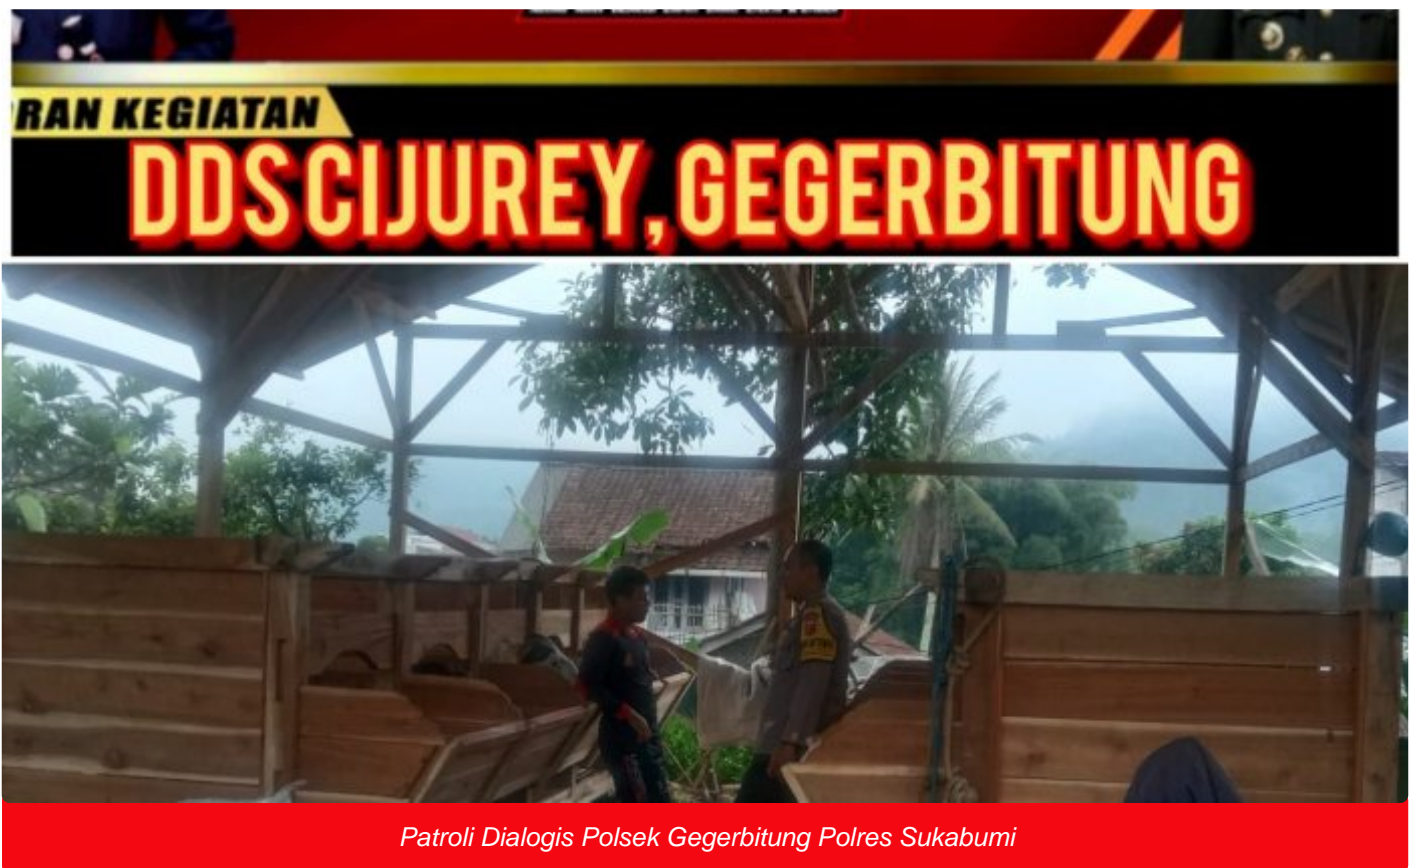 RAN KEGIATAN
DDS CIJUREY, GEGERBITUNG
Patroli Dialogis Polsek Gegerbitung Polres Sukabumi